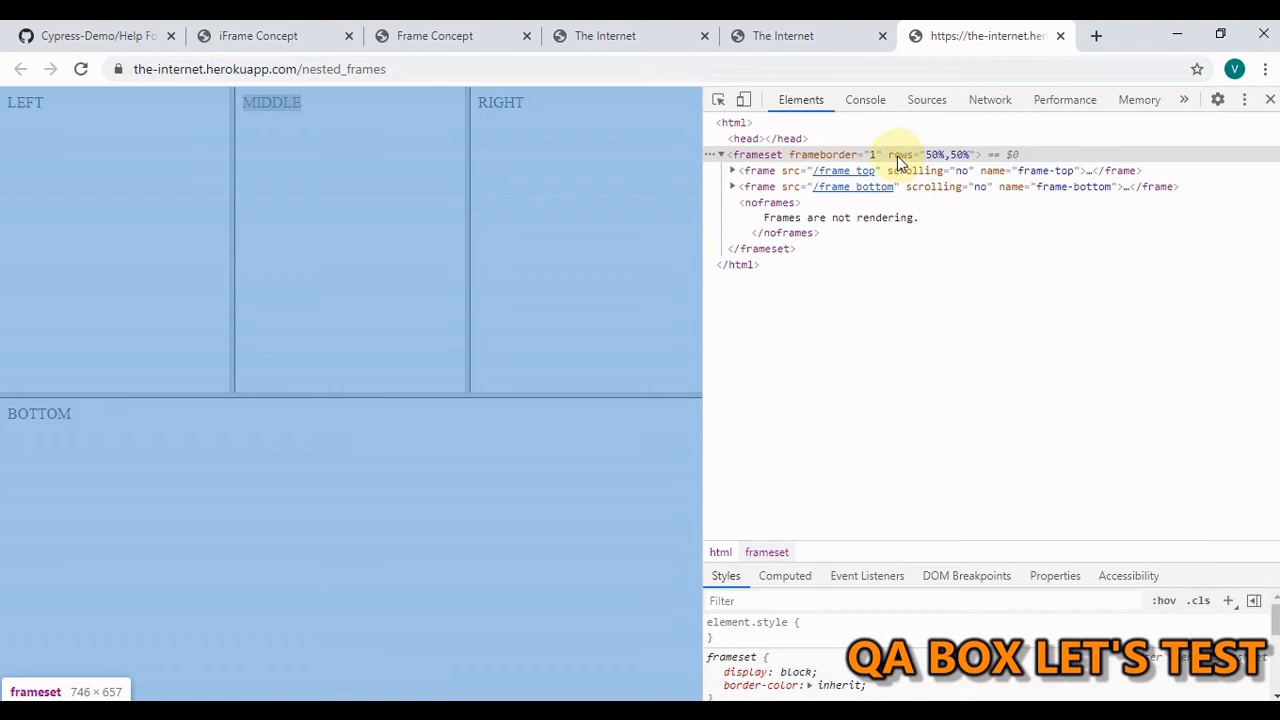 Cypress-Demo/Help Fo
iFrame Concept
Frame Concept
The Internet
The Internet
https://the-internet.her
the-internet.herokuapp.com/nested_frames
V
LEFT
MIDDLE
RIGHT
BOTTOM
Elements
Console
Sources
Network
Performance
Memory
<html>
<head></head>
<frameset frameborder="1" rows="50%,50%"> == $0
<frame src="/frame_top" scrolling="no" name="frame-top">…</frame>
<frame src="/frame_bottom" scrolling="no" name="frame-bottom">…</frame>
<noframes>
Frames are not rendering.
</noframes>
</frameset>
</html>
html
frameset
Styles
Computed
Event Listeners
DOM Breakpoints
Properties
Accessibility
Filter
:hov
.cls
element.style {
}
frameset {
display: block;
border-color: inherit;
QA BOX LET'S TEST
frameset 746 × 657